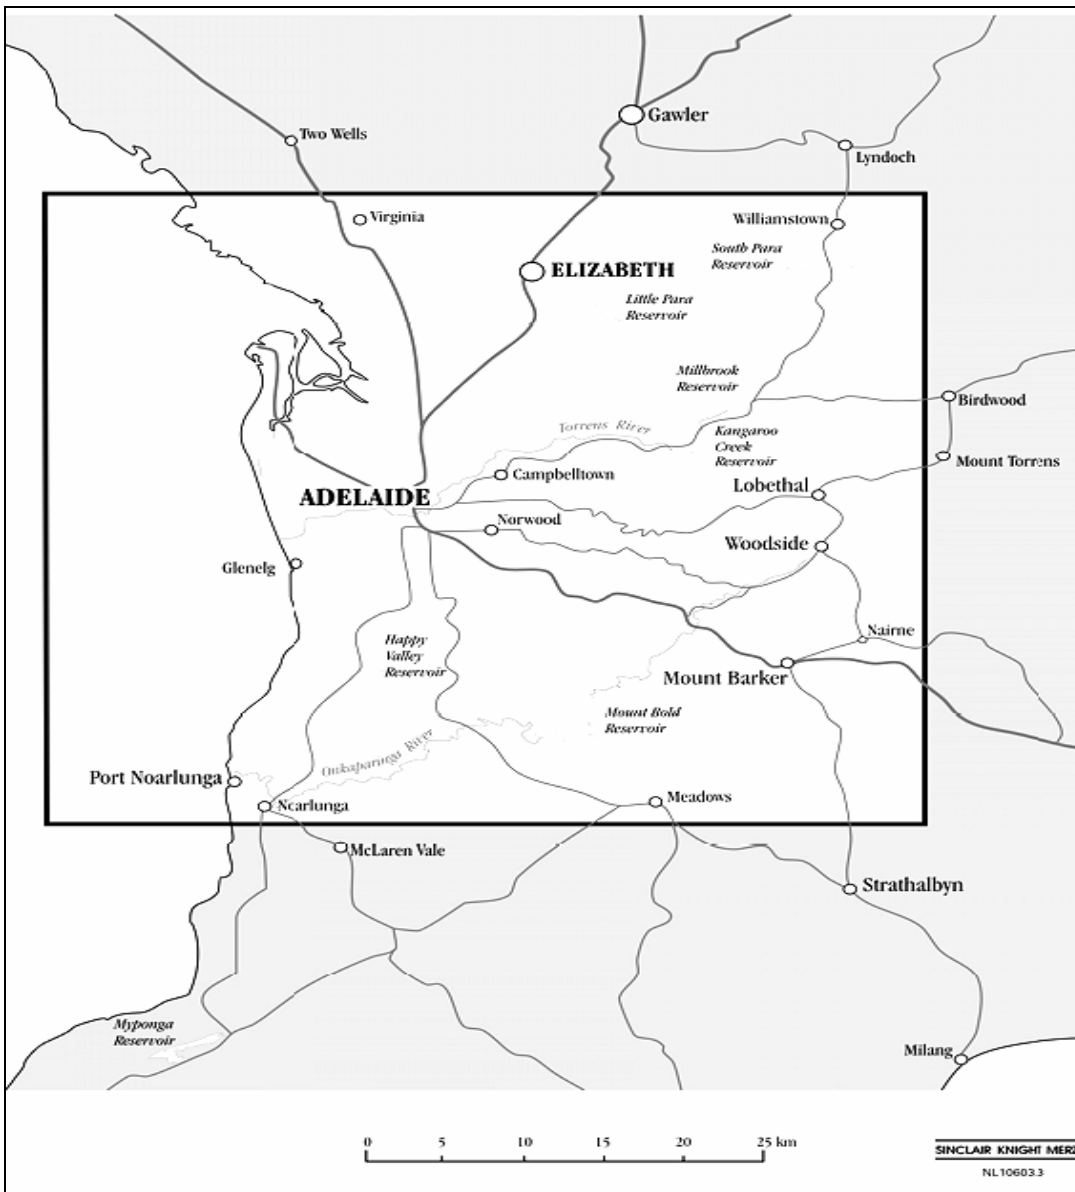 Gawler
Two Wells
Lyndoch
Virginia
Williamstown
South Para
Reservoir
ELIZABETH
Little Para
Reservoir
Millbrook
Reservoir
Birdwood
Torrens River
Kangaroo
Creek
Reservoir
Mount Torrens
Campbelltown
Lobethal
ADELAIDE
Norwood
Woodside
Glenelg
Nairne
Happy
Valley
Reservoir
Mount Barker
Mount Bold
Reservoir
Onkaparinga River
Port Noarlunga
Meadows
Noarlunga
McLaren Vale
Strathalbyn
Myponga
Reservoir
Milang
0 5 10 15 20 25 km
SINCLAIR KNIGHT MERZ
NL10603.3